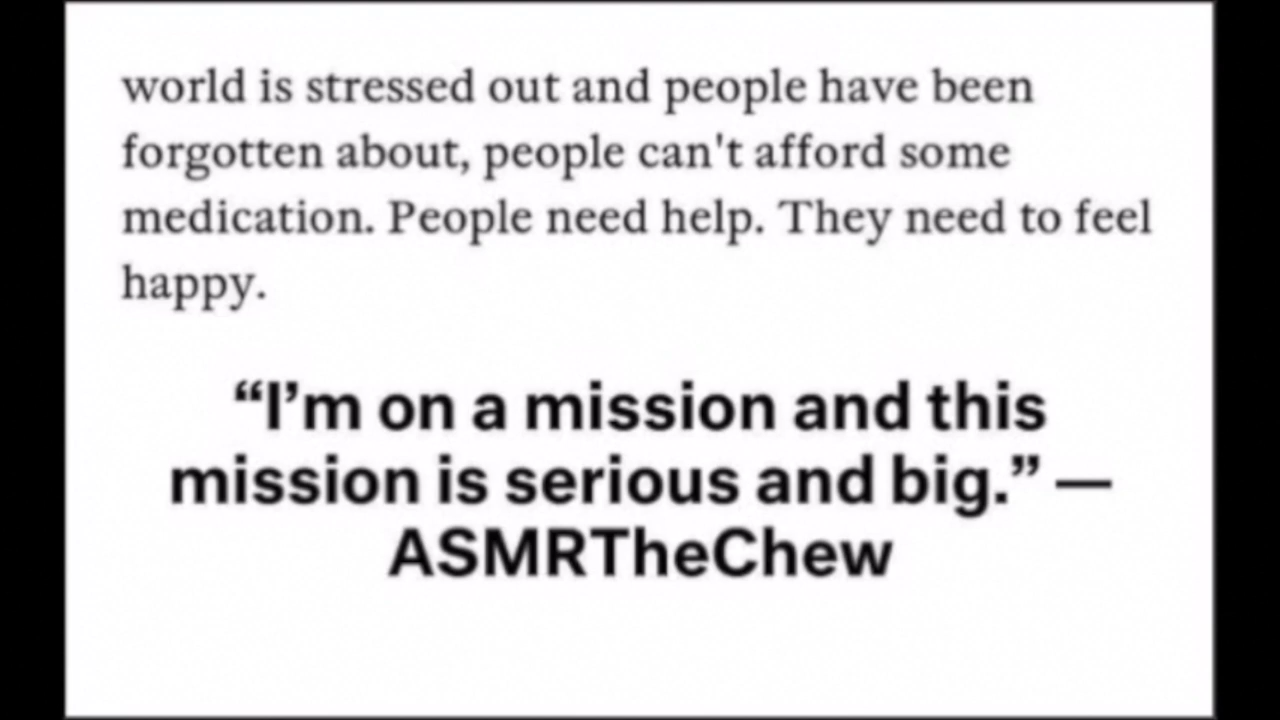 world is stressed out and people have been
forgotten about, people can't afford some
medication. People need help. They need to feel
happy.
“I’m on a mission and this
mission is serious and big.” —
ASMRTheChew